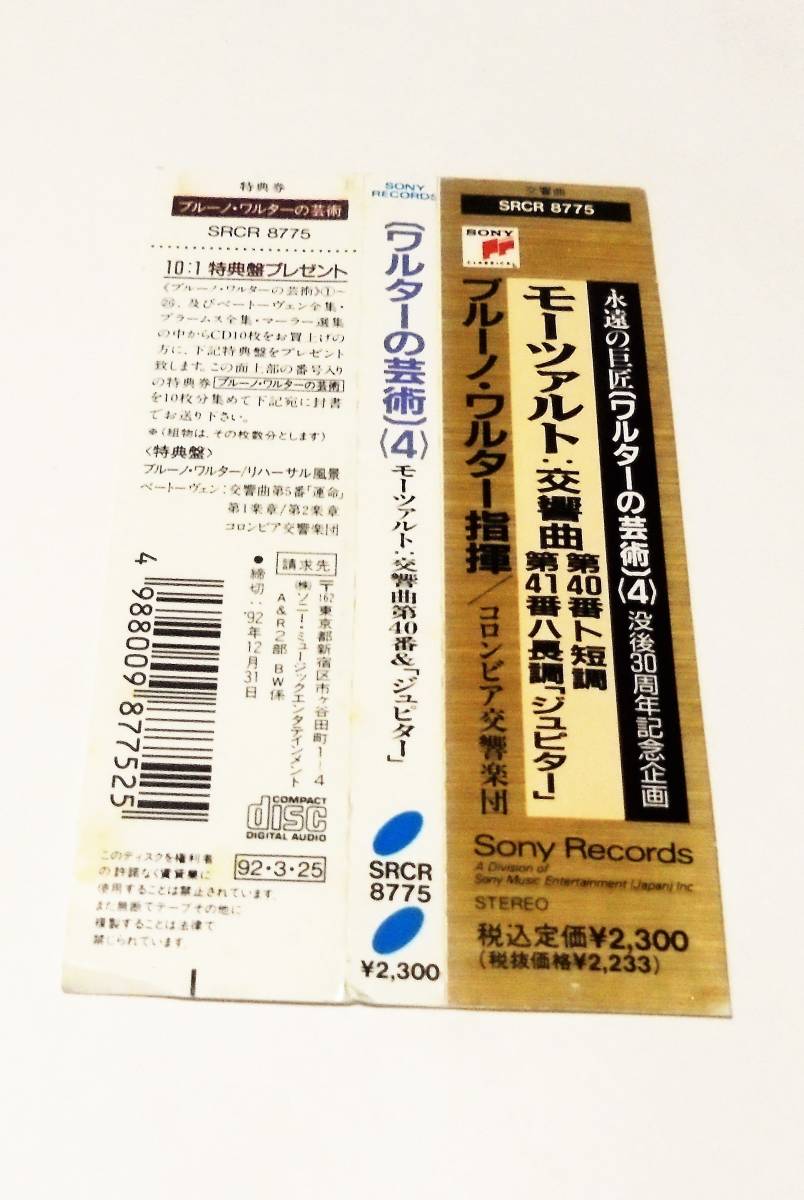 特典券
ブルーノ・ワルターの芸術
SRCR 8775
10:1 特典盤プレゼント
《ブルーノ・ワルターの芸術》①~
㉖、及びベートーヴェン全集・
ブラームス全集・マーラー選集
の中からCD10枚をお買上げの
方に、下記特典盤をプレゼント
致します。この面上部の番号入り
の特典券ブルーノ・ワルターの芸術
を10枚分集めて下記宛に封書
でお送り下さい。
※(組物は、その枚数分とします)
〈特典盤〉
ブルーノ・ワルター/リハーサル風景
ベートーヴェン:交響曲第5番「運命」
第1楽章/第2楽章
コロンビア交響楽団
請求先
〒162 東京都新宿区市ヶ谷田町1-4
㈱ソニー・ミュージックエンタテインメント
A&R2部 BW係
●締切:'92年12月31日
4988009877525
COMPACT
disc
DIGITAL AUDIO
このディスクを権利者
の許諾なく賃貸業に
使用することは禁止されています。
また無断でテープその他に
複製することは法律で
禁じられています。
92・3・25
SONY
RECORDS
〔ワルターの芸術〕〈4〉
モーツァルト:交響曲第40番&「ジュピター」
SRCR
8775
¥2,300
交響曲
SRCR 8775
SONY
CLASSICAL
永遠の巨匠〔ワルターの芸術〕〈4〉没後30周年記念企画
モーツァルト:交響曲 第40番ト短調
第41番ハ長調「ジュピター」
ブルーノ・ワルター指揮/コロンビア交響楽団
Sony Records
A Division of
Sony Music Entertainment (Japan) Inc
STEREO
税込定価¥2,300
(税抜価格¥2,233)